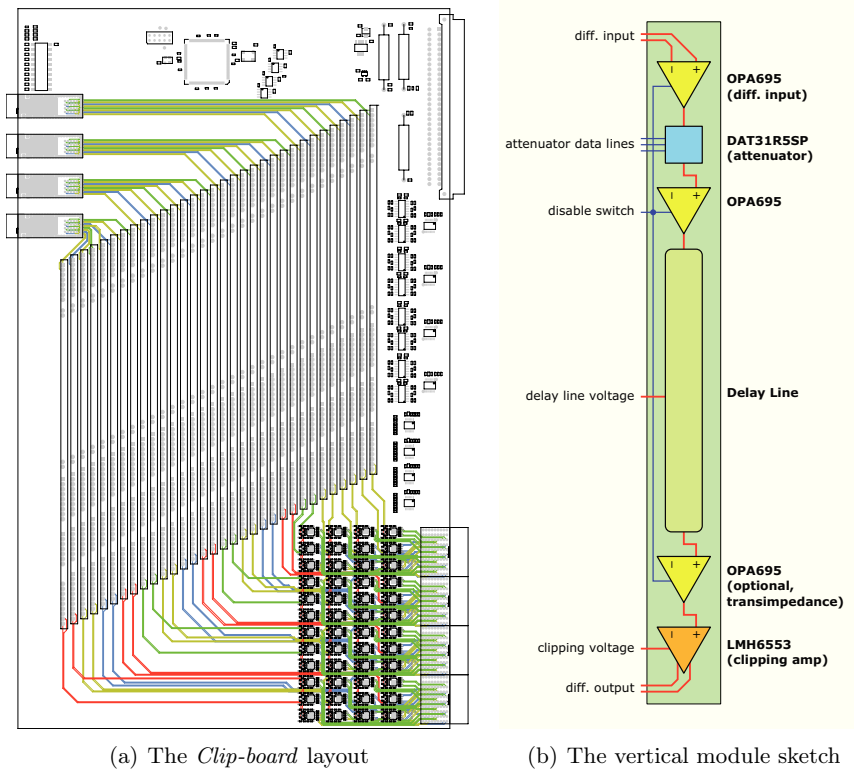 diff. input
− +
OPA695
(diff. input)
attenuator data lines
DAT31R5SP
(attenuator)
− +
OPA695
disable switch
delay line voltage
Delay Line
− +
OPA695
(optional,
transimpedance)
− +
clipping voltage
LMH6553
(clipping amp)
diff. output
(a) The Clip-board layout
(b) The vertical module sketch